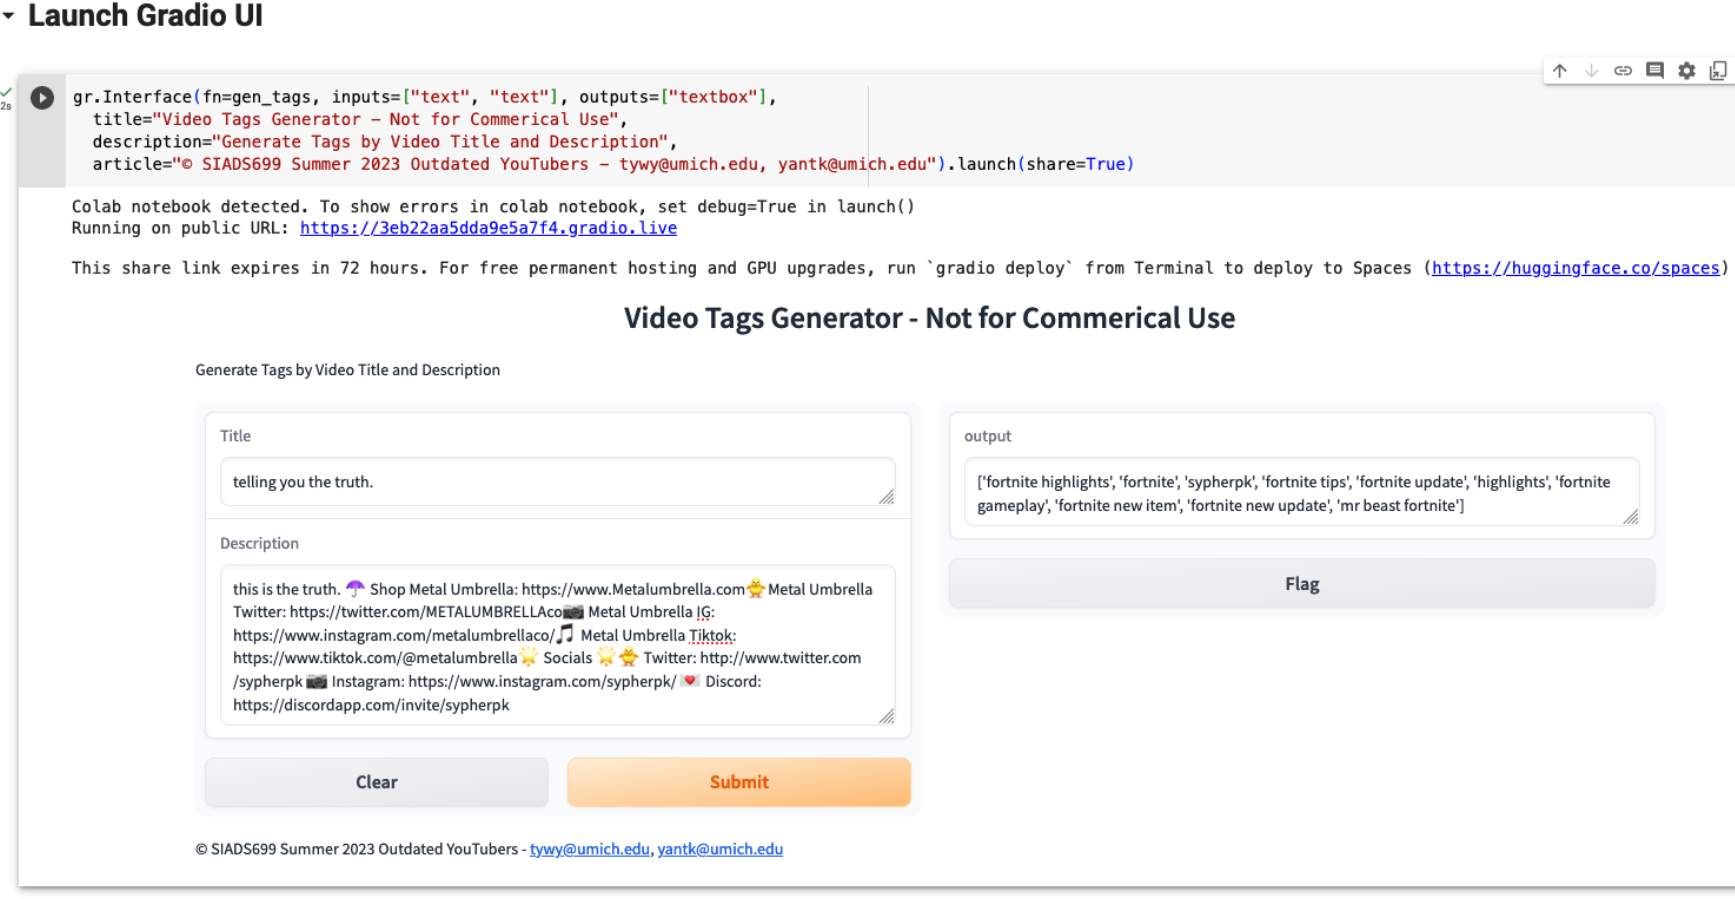 Launch Gradio UI
2s
gr.Interface(fn=gen_tags, inputs=["text", "text"], outputs=["textbox"],
title="Video Tags Generator – Not for Commerical Use",
description="Generate Tags by Video Title and Description",
article="© SIADS699 Summer 2023 Outdated YouTubers – tywy@umich.edu, yantk@umich.edu").launch(share=True)
Colab notebook detected. To show errors in colab notebook, set debug=True in launch()
Running on public URL: https://3eb22aa5dda9e5a7f4.gradio.live
This share link expires in 72 hours. For free permanent hosting and GPU upgrades, run `gradio deploy` from Terminal to deploy to Spaces (https://huggingface.co/spaces)
Video Tags Generator - Not for Commerical Use
Generate Tags by Video Title and Description
Title
telling you the truth.
Description
this is the truth. ☂️ Shop Metal Umbrella: https://www.Metalumbrella.com🐥Metal Umbrella
Twitter: https://twitter.com/METALUMBRELLAco📷 Metal Umbrella IG:
https://www.instagram.com/metalumbrellaco/🎵 Metal Umbrella Tiktok:
https://www.tiktok.com/@metalumbrella🌟 Socials 🌟🐥 Twitter: http://www.twitter.com
/sypherpk 📷 Instagram: https://www.instagram.com/sypherpk/ 💌 Discord:
https://discordapp.com/invite/sypherpk
Clear
Submit
output
['fortnite highlights', 'fortnite', 'sypherpk', 'fortnite tips', 'fortnite update', 'highlights', 'fortnite
gameplay', 'fortnite new item', 'fortnite new update', 'mr beast fortnite']
Flag
© SIADS699 Summer 2023 Outdated YouTubers - tywy@umich.edu, yantk@umich.edu